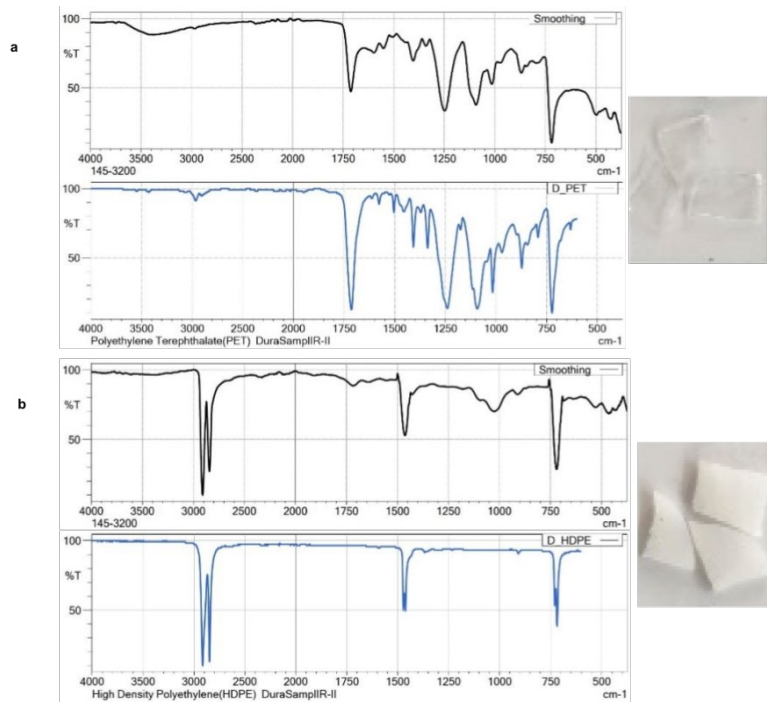 a
100
Smoothing
%T
50
4000 3500 3000 2500 2000 1750 1500 1250 1000 750 500
145-3200 cm-1
100
D_PET
%T
50
4000 3500 3000 2500 2000 1750 1500 1250 1000 750 500
Polyethylene Terephthalate(PET) DuraSamplIR-II cm-1
b
100
Smoothing
%T
50
4000 3500 3000 2500 2000 1750 1500 1250 1000 750 500
145-3200 cm-1
100
D_HDPE
%T
50
4000 3500 3000 2500 2000 1750 1500 1250 1000 750 500
High Density Polyethylene(HDPE) DuraSamplIR-II cm-1